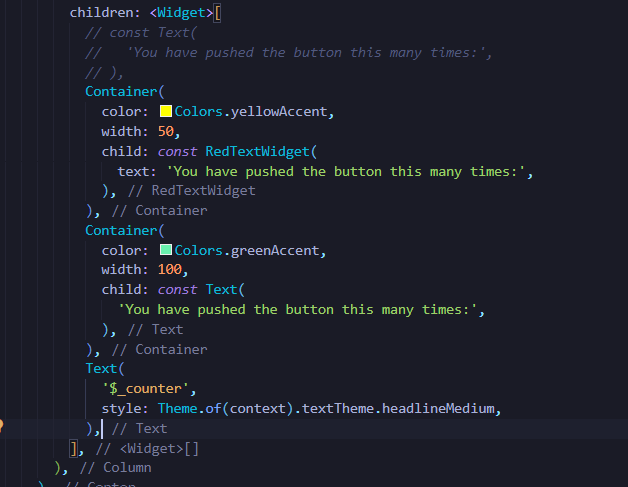 children: <Widget>[
// const Text(
//   'You have pushed the button this many times:',
// ),
Container(
color: Colors.yellowAccent,
width: 50,
child: const RedTextWidget(
text: 'You have pushed the button this many times:',
), // RedTextWidget
), // Container
Container(
color: Colors.greenAccent,
width: 100,
child: const Text(
'You have pushed the button this many times:',
), // Text
), // Container
Text(
'$_counter',
style: Theme.of(context).textTheme.headlineMedium,
), // Text
], // <Widget>[]
), // Column
), // Center